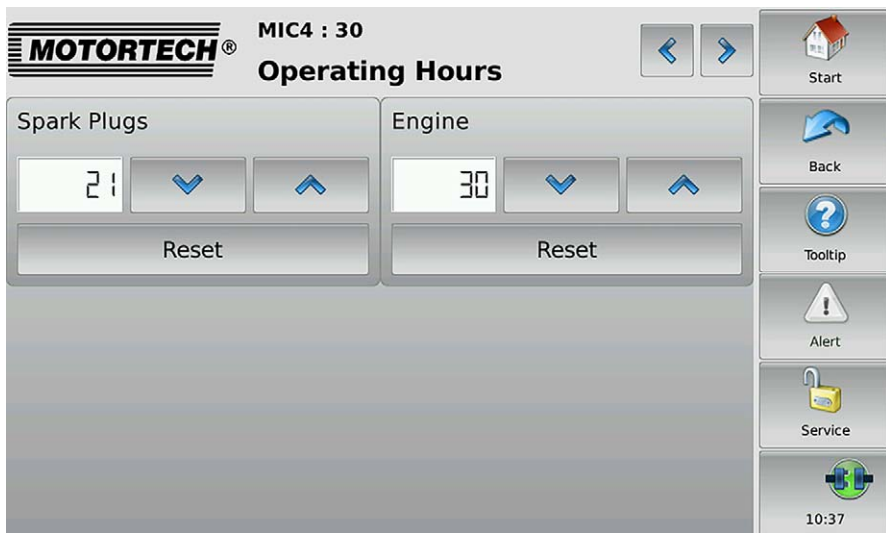 MOTORTECH®
MIC4 : 30
Operating Hours
Start
Spark Plugs
Engine
Back
21
30
Reset
Reset
Tooltip
Alert
Service
10:37